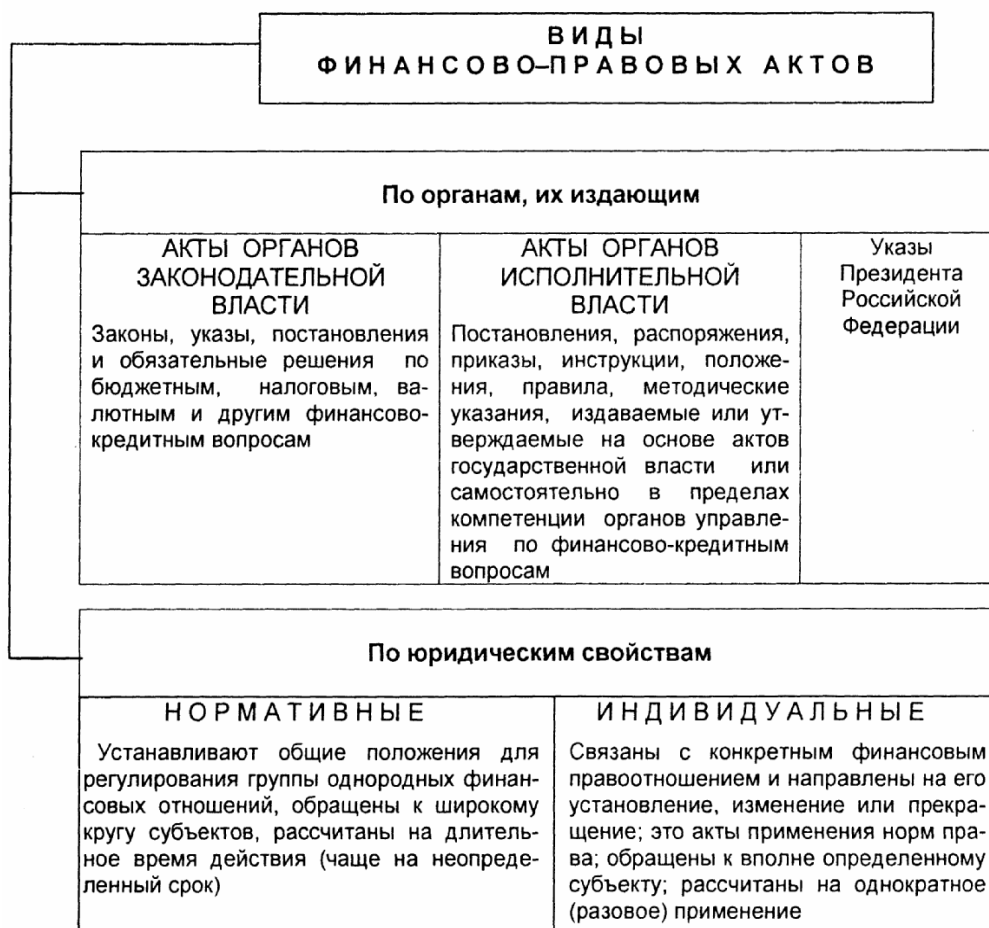 ВИДЫ
ФИНАНСОВО–ПРАВОВЫХ АКТОВ
По органам, их издающим
АКТЫ ОРГАНОВ
ЗАКОНОДАТЕЛЬНОЙ
ВЛАСТИ
Законы, указы, постановления
и обязательные решения по
бюджетным, налоговым, ва-
лютным и другим финансово-
кредитным вопросам
АКТЫ ОРГАНОВ
ИСПОЛНИТЕЛЬНОЙ
ВЛАСТИ
Постановления, распоряжения,
приказы, инструкции, положе-
ния, правила, методические
указания, издаваемые или ут-
верждаемые на основе актов
государственной власти или
самостоятельно в пределах
компетенции органов управле-
ния по финансово-кредитным
вопросам
Указы
Президента
Российской
Федерации
По юридическим свойствам
НОРМАТИВНЫЕ
Устанавливают общие положения для
регулирования группы однородных финан-
совых отношений, обращены к широкому
кругу субъектов, рассчитаны на длитель-
ное время действия (чаще на неопреде-
ленный срок)
ИНДИВИДУАЛЬНЫЕ
Связаны с конкретным финансовым
правоотношением и направлены на его
установление, изменение или прекра-
щение; это акты применения норм пра-
ва; обращены к вполне определенному
субъекту; рассчитаны на однократное
(разовое) применение